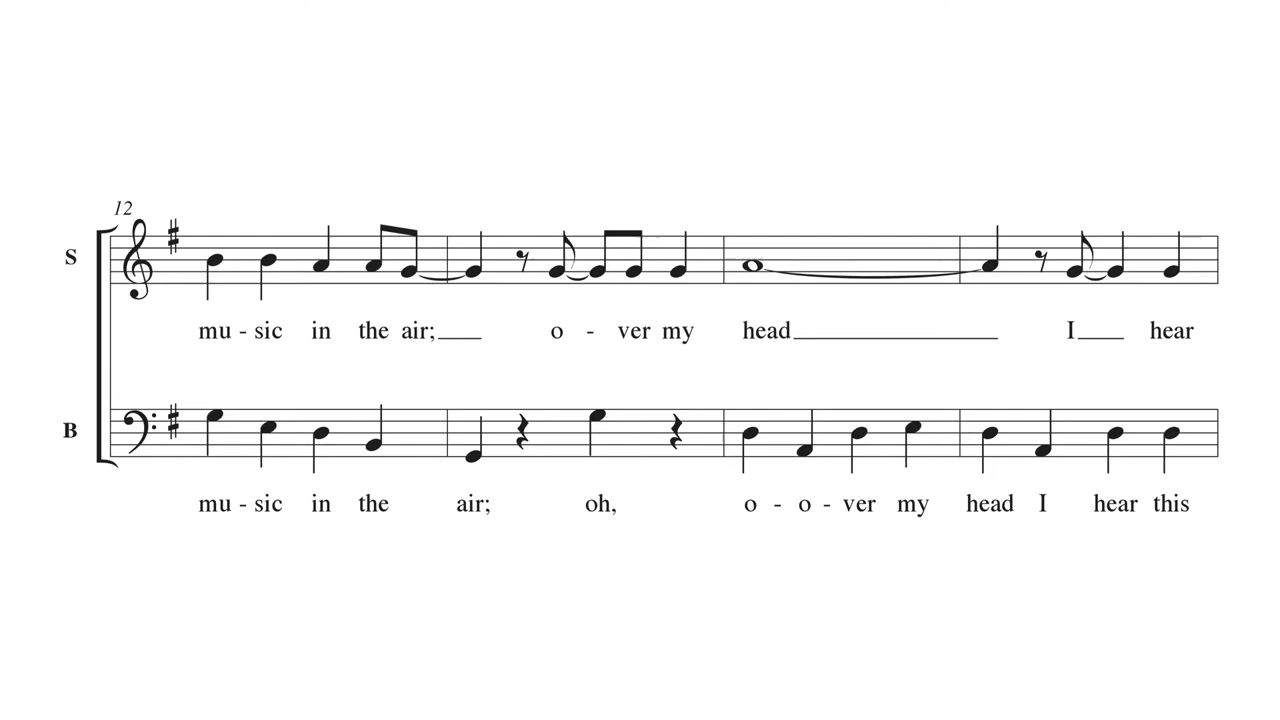 12
S
mu - sic in the air; o - ver my head I hear
B
mu - sic in the air; oh, o - o - ver my head I hear this